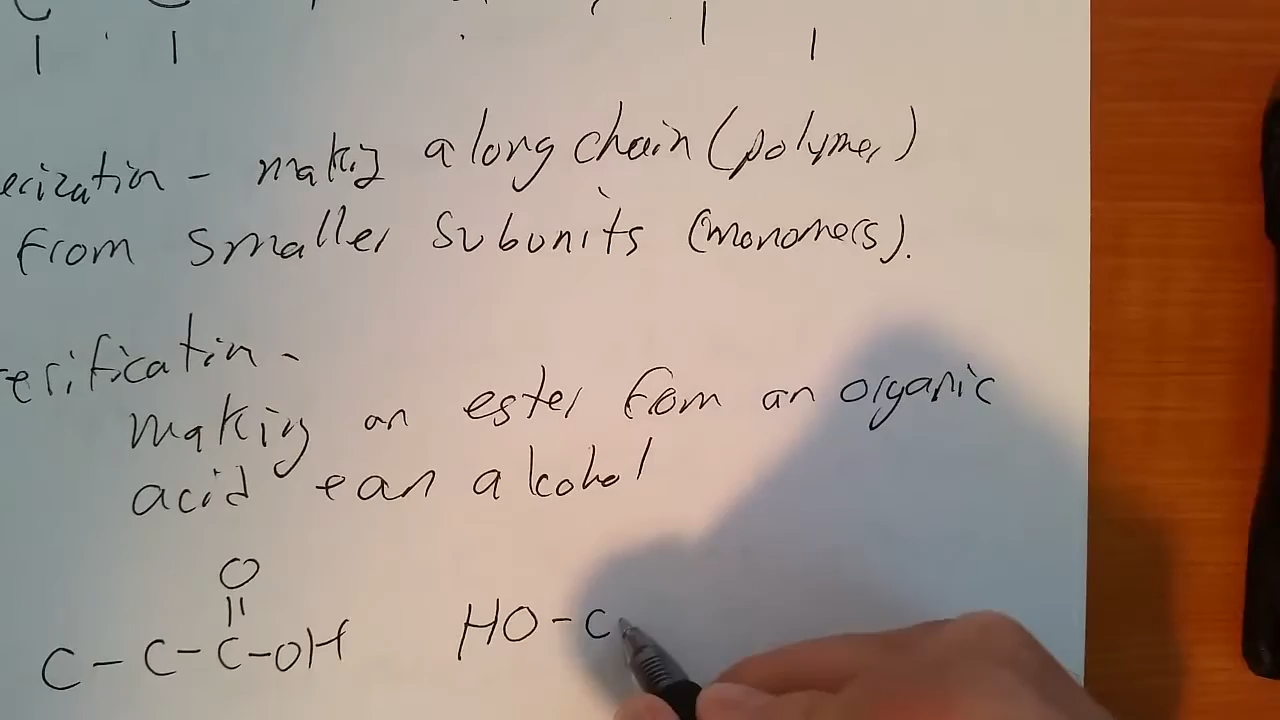 erization - making a long chain (polymer)
from smaller subunits (monomers).
erification -
making an ester from an organic
acid + an alcohol
O
C - C - C - OH HO - C